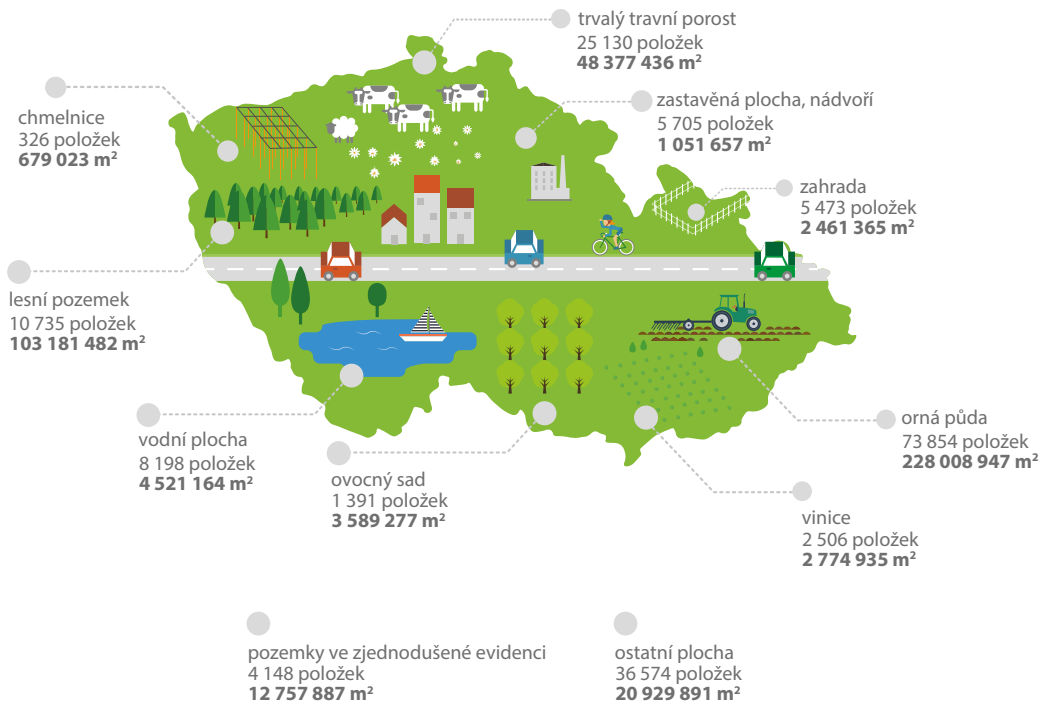 trvalý travní porost
25 130 položek
48 377 436 m²
zastavěná plocha, nádvoří
5 705 položek
1 051 657 m²
chmelnice
326 položek
679 023 m²
zahrada
5 473 položek
2 461 365 m²
lesní pozemek
10 735 položek
103 181 482 m²
orná půda
73 854 položek
228 008 947 m²
vodní plocha
8 198 položek
4 521 164 m²
ovocný sad
1 391 položek
3 589 277 m²
vinice
2 506 položek
2 774 935 m²
pozemky ve zjednodušené evidenci
4 148 položek
12 757 887 m²
ostatní plocha
36 574 položek
20 929 891 m²